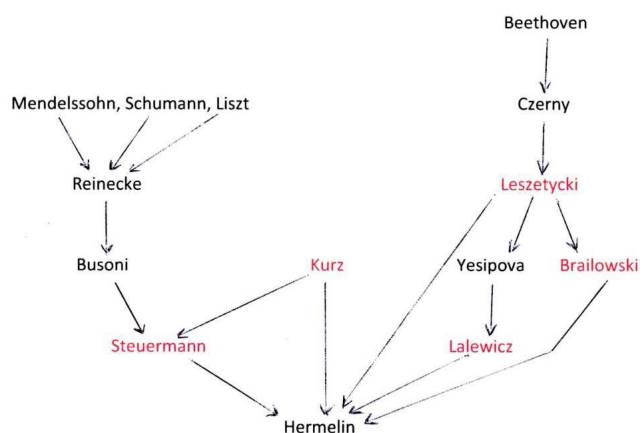 Beethoven
Mendelssohn, Schumann, Liszt
Czerny
Reinecke
Leszetycki
Busoni
Kurz
Yesipova
Brailowski
Steuermann
Lalewicz
Hermelin